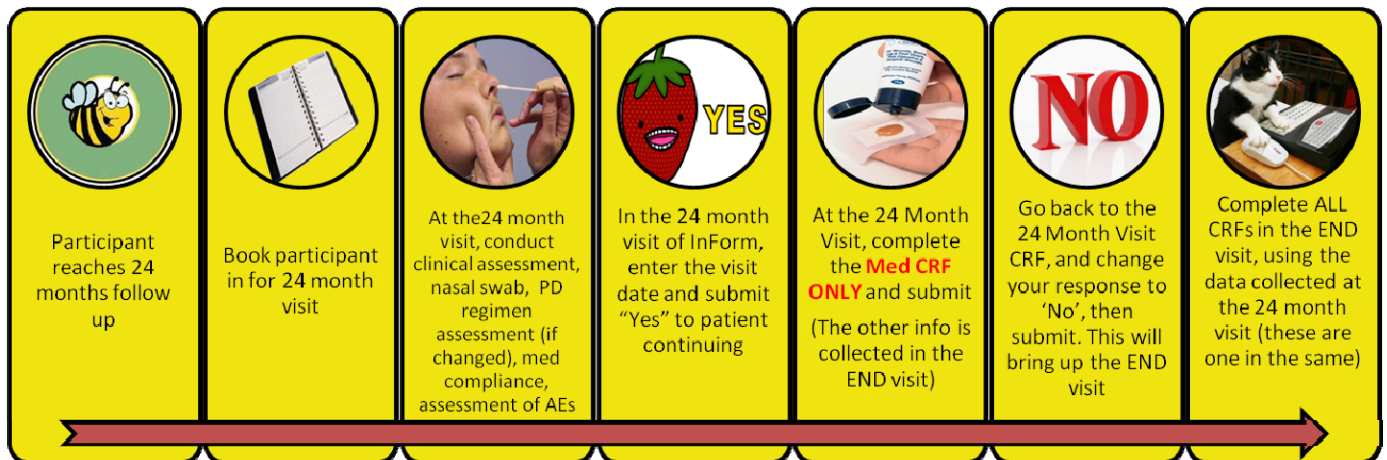 Participant
reaches 24
months follow
up
Book participant
in for 24 month
visit
At the24 month
visit, conduct
clinical assessment,
nasal swab, PD
regimen
assessment (if
changed), med
compliance,
assessment of AEs
YES
In the 24 month
visit of InForm,
enter the visit
date and submit
“Yes” to patient
continuing
At the 24 Month
Visit, complete
the Med CRF
ONLY and submit
(The other info is
collected in the
END visit)
NO
Go back to the
24 Month Visit
CRF, and change
your response to
‘No’, then
submit. This will
bring up the END
visit
Complete ALL
CRFs in the END
visit, using the
data collected at
the 24 month
visit (these are
one in the same)